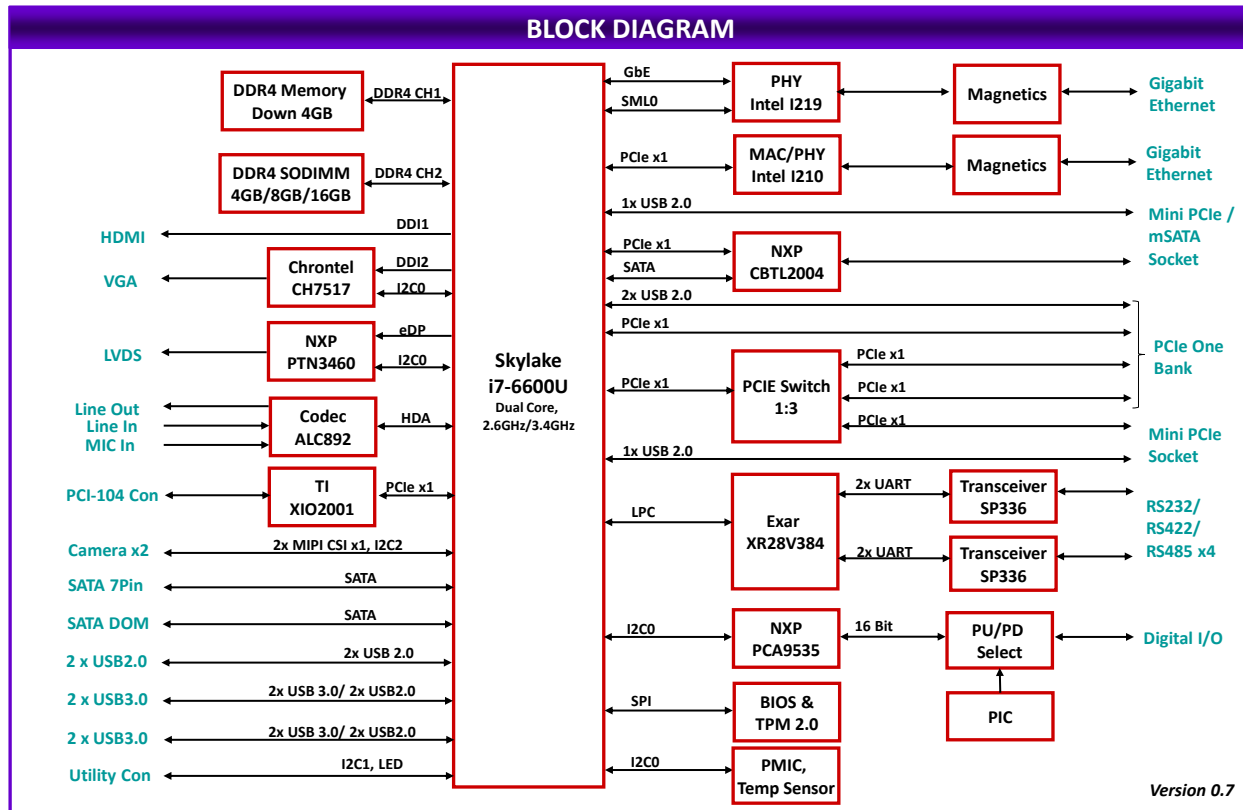 BLOCK DIAGRAM
DDR4 Memory
Down 4GB
DDR4 CH1
DDR4 SODIMM
4GB/8GB/16GB
DDR4 CH2
HDMI
DDI1
VGA
Chrontel
CH7517
DDI2
I2C0
LVDS
NXP
PTN3460
eDP
I2C0
Line Out
Line In
MIC In
Codec
ALC892
HDA
PCI-104 Con
TI
XIO2001
PCIe x1
Camera x2
2x MIPI CSI x1, I2C2
SATA 7Pin
SATA
SATA DOM
SATA
2 x USB2.0
2x USB 2.0
2 x USB3.0
2x USB 3.0/ 2x USB2.0
2 x USB3.0
2x USB 3.0/ 2x USB2.0
Utility Con
I2C1, LED
Skylake
i7-6600U
Dual Core,
2.6GHz/3.4GHz
GbE
SML0
PHY
Intel I219
Magnetics
Gigabit
Ethernet
PCIe x1
MAC/PHY
Intel I210
Magnetics
Gigabit
Ethernet
1x USB 2.0
Mini PCIe /
mSATA
Socket
PCIe x1
SATA
NXP
CBTL2004
2x USB 2.0
PCIe x1
PCIe x1
PCIE Switch
1:3
PCIe x1
PCIe x1
PCIe x1
PCIe One
Bank
1x USB 2.0
Mini PCIe
Socket
LPC
Exar
XR28V384
2x UART
Transceiver
SP336
2x UART
Transceiver
SP336
RS232/
RS422/
RS485 x4
I2C0
NXP
PCA9535
16 Bit
PU/PD
Select
Digital I/O
PIC
SPI
BIOS &
TPM 2.0
I2C0
PMIC,
Temp Sensor
Version 0.7